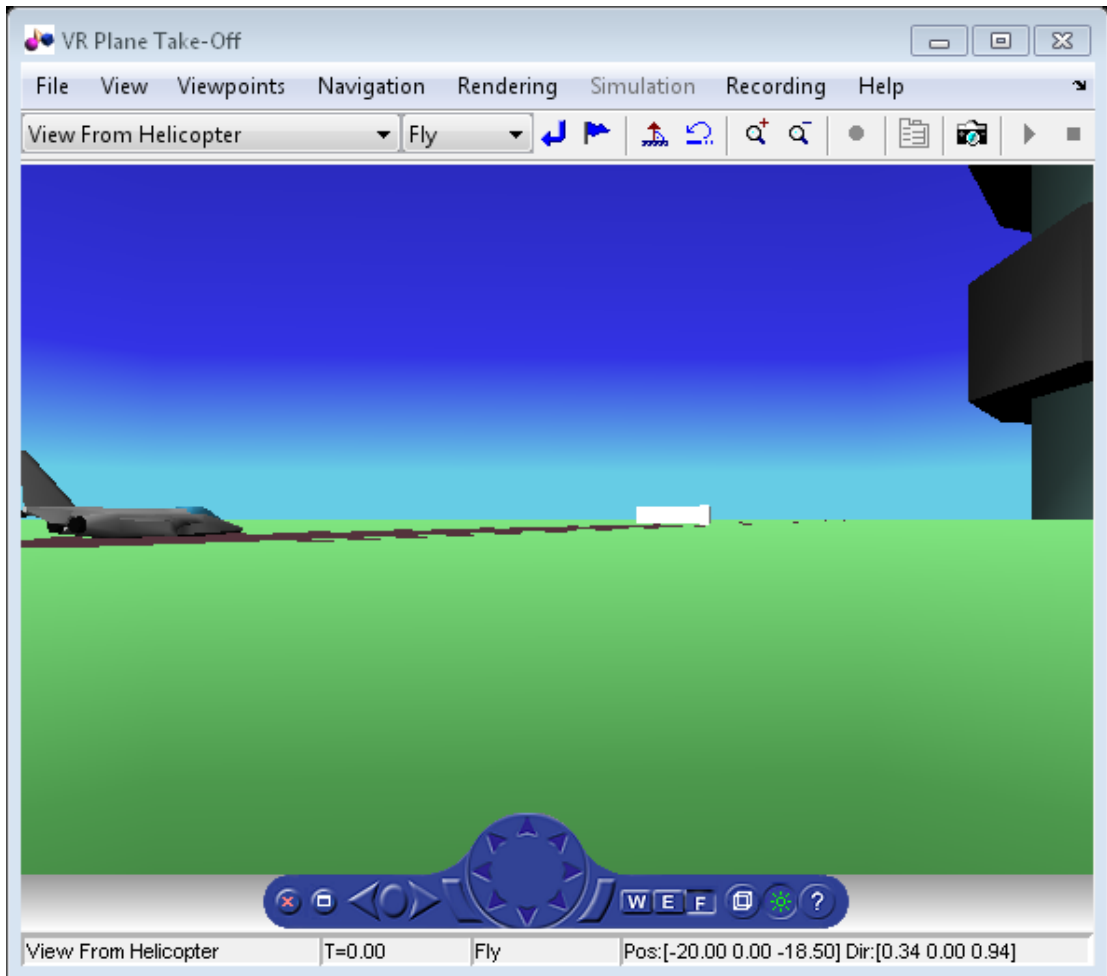 VR Plane Take-Off
File View Viewpoints Navigation Rendering Simulation Recording Help
View From Helicopter Fly
W E F ?
View From Helicopter T=0.00 Fly Pos:[-20.00 0.00 -18.50] Dir:[0.34 0.00 0.94]